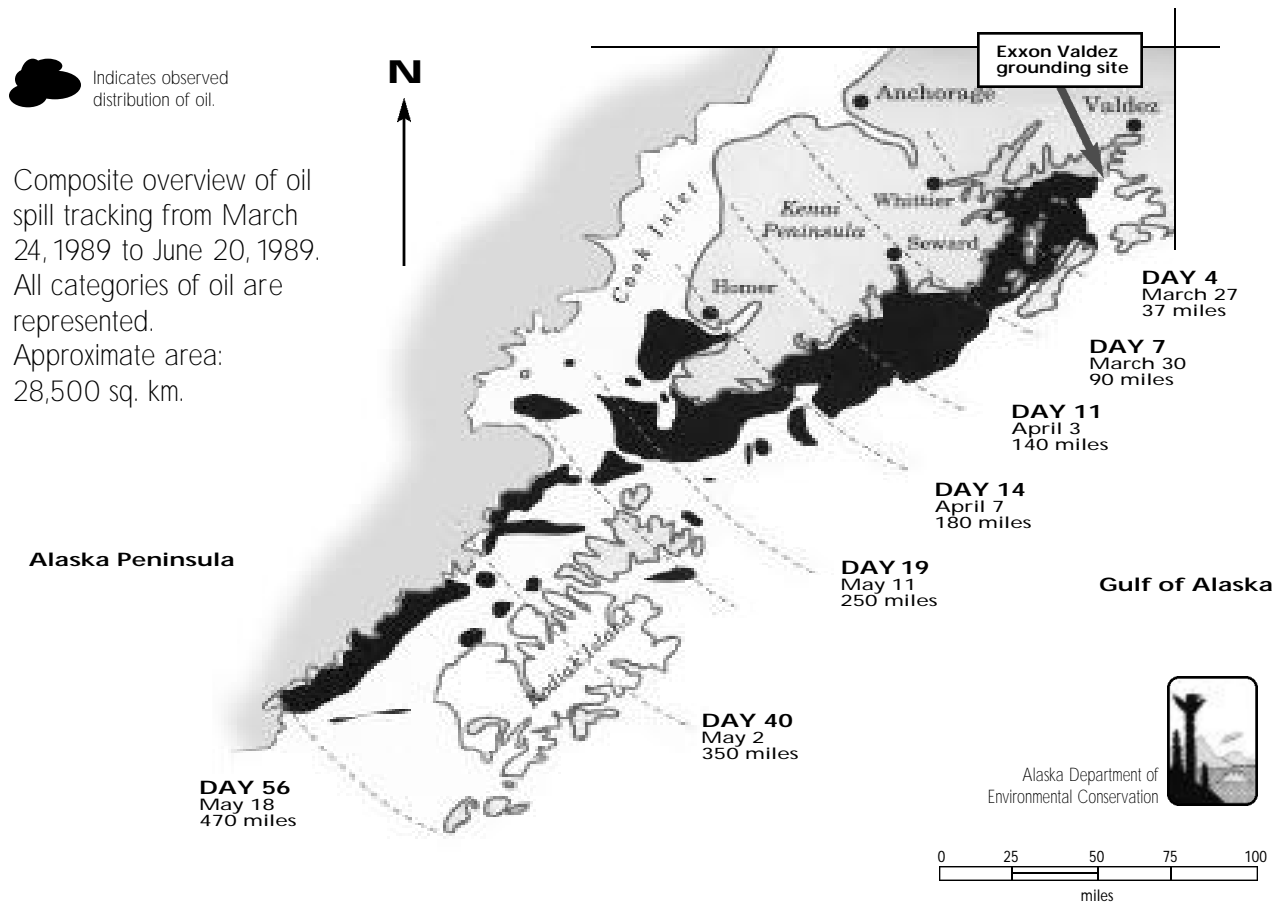 Indicates observed
distribution of oil.
N
Exxon Valdez
grounding site
Composite overview of oil
spill tracking from March
24, 1989 to June 20, 1989.
All categories of oil are
represented.
Approximate area:
28,500 sq. km.
Anchorage
Valdez
Whittier
Kenai
Peninsula
Seward
Cook Inlet
Homer
DAY 4
March 27
37 miles
DAY 7
March 30
90 miles
DAY 11
April 3
140 miles
DAY 14
April 7
180 miles
DAY 19
May 11
250 miles
Alaska Peninsula
Gulf of Alaska
Kodiak Island
DAY 40
May 2
350 miles
DAY 56
May 18
470 miles
Alaska Department of
Environmental Conservation
0 25 50 75 100
miles